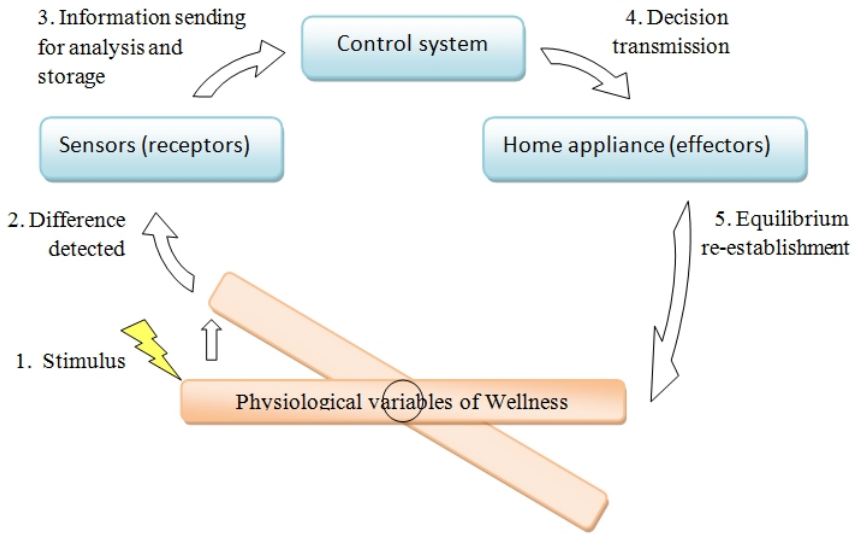 3. Information sending
for analysis and
storage
Control system
4. Decision
transmission
Sensors (receptors)
Home appliance (effectors)
2. Difference
detected
5. Equilibrium
re-establishment
1. Stimulus
Physiological variables of Wellness